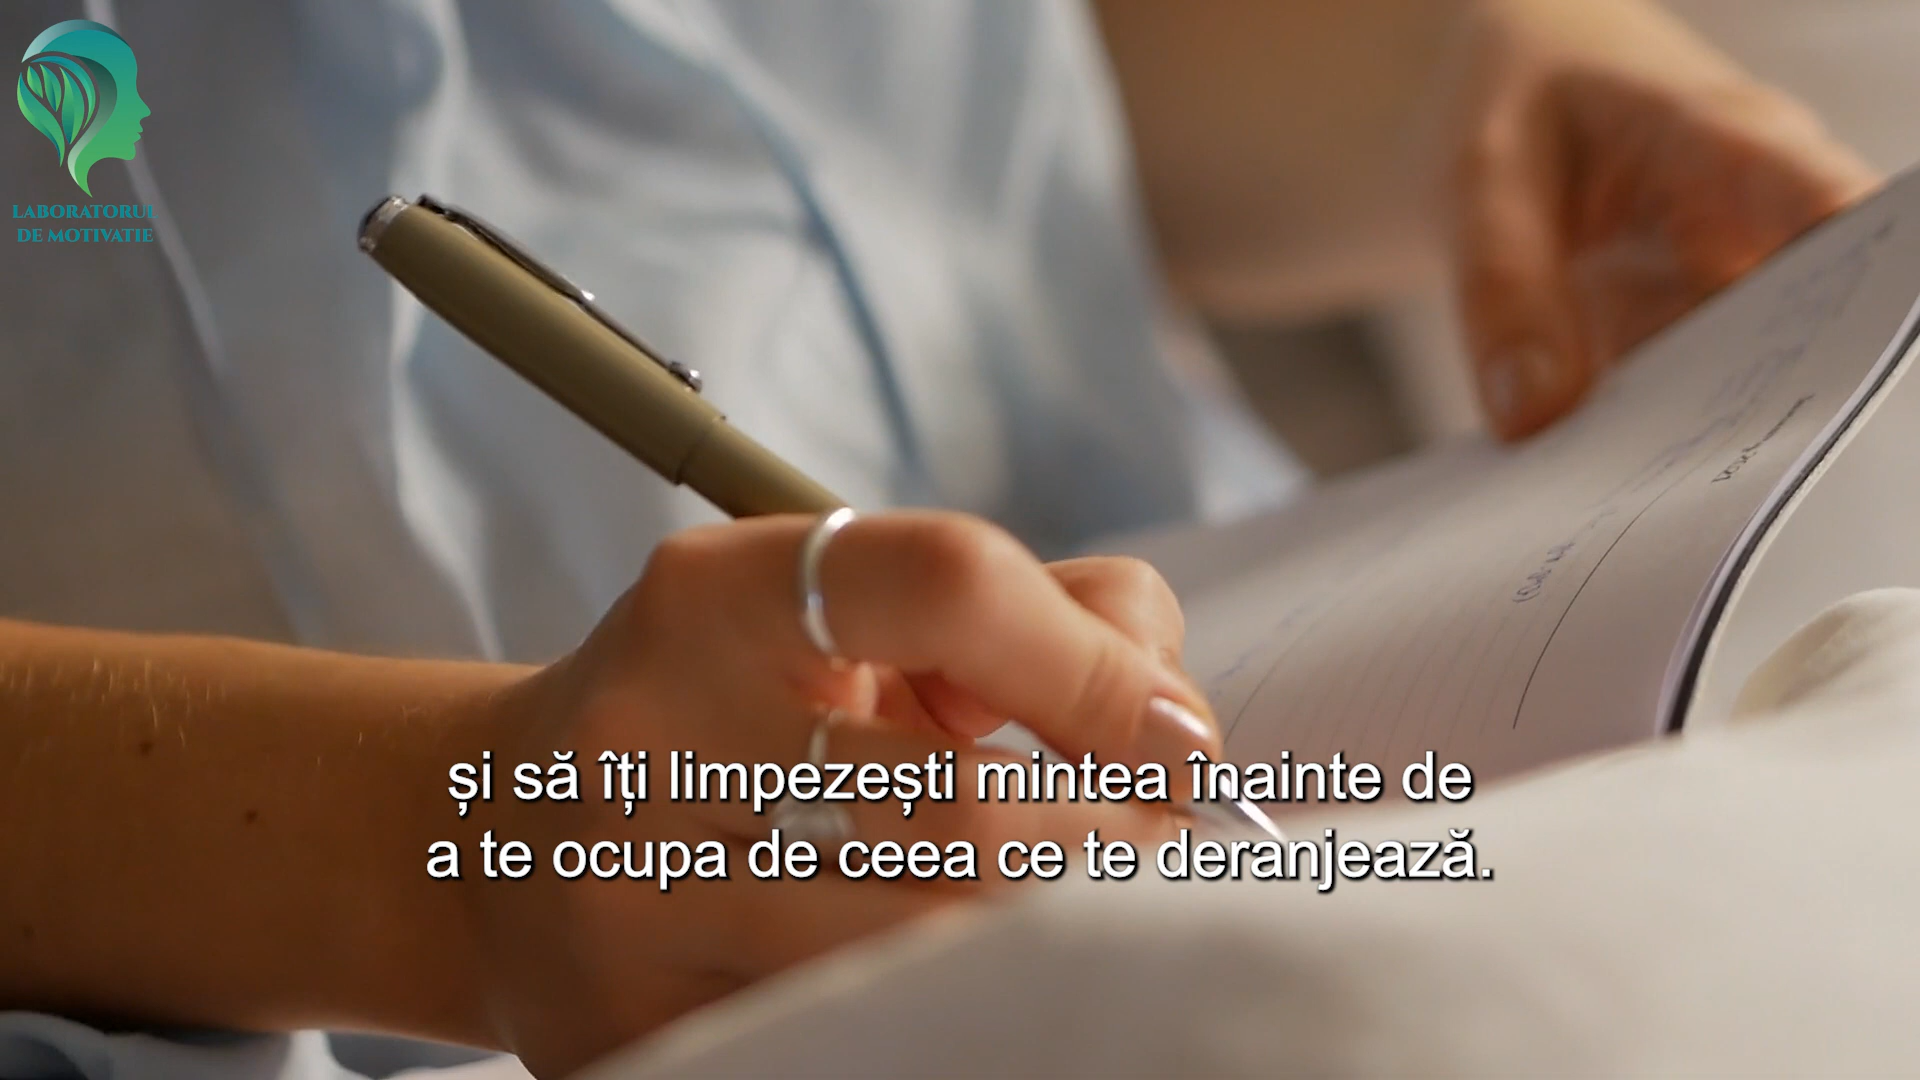 LABORATORUL
DE MOTIVATIE
și să îți limpezești mintea înainte de
a te ocupa de ceea ce te deranjează.